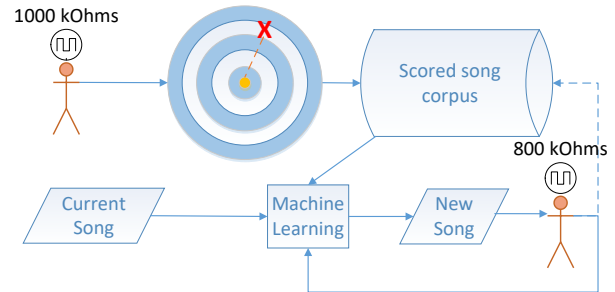 1000 kOhms
X
Scored song
corpus
800 kOhms
Current
Song
Machine
Learning
New
Song